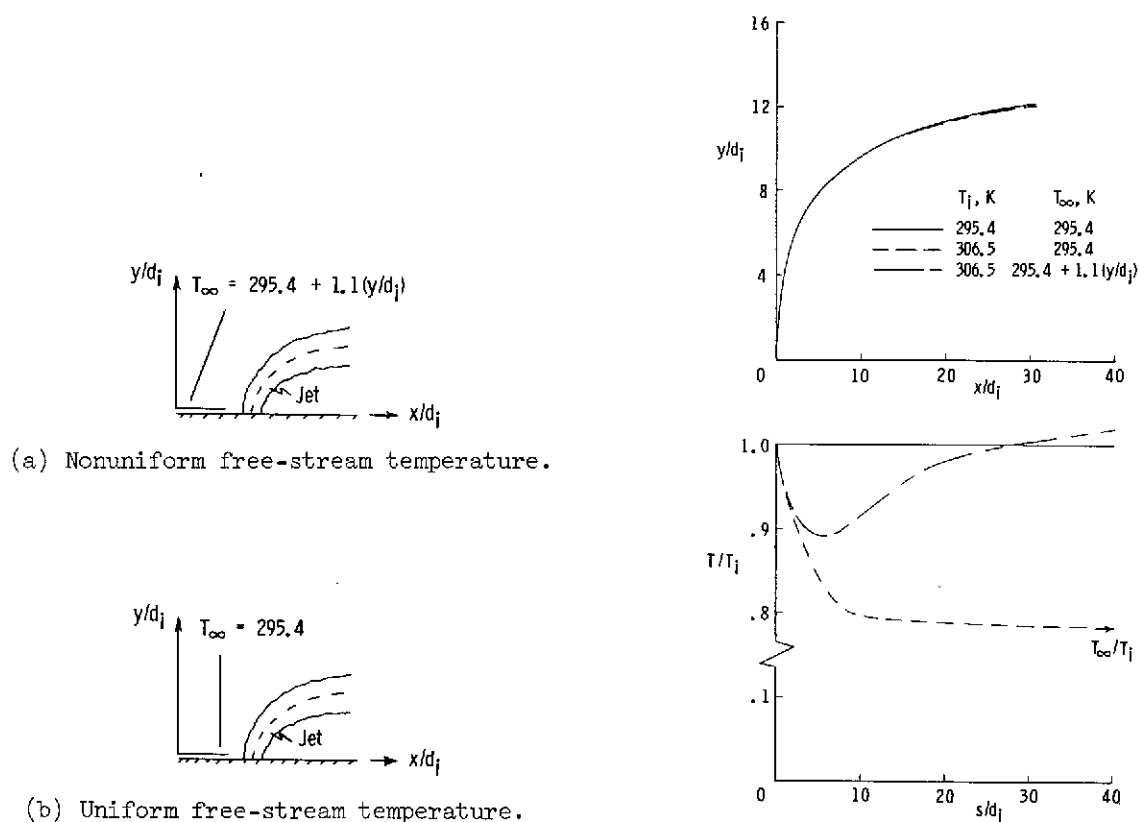 y/dj
T∞ = 295.4 + 1.1(y/dj)
Jet
x/dj
(a) Nonuniform free-stream temperature.
y/dj
T∞ = 295.4
Jet
x/dj
(b) Uniform free-stream temperature.
16
12
y/dj
8
4
0
0 10 20 30 40
x/dj
Tj, K T∞, K
295.4 295.4
306.5 295.4
306.5 295.4 + 1.1(y/dj)
1.0
.9
T/Tj
.8
T∞/Tj
.1
0 10 20 30 40
s/dj